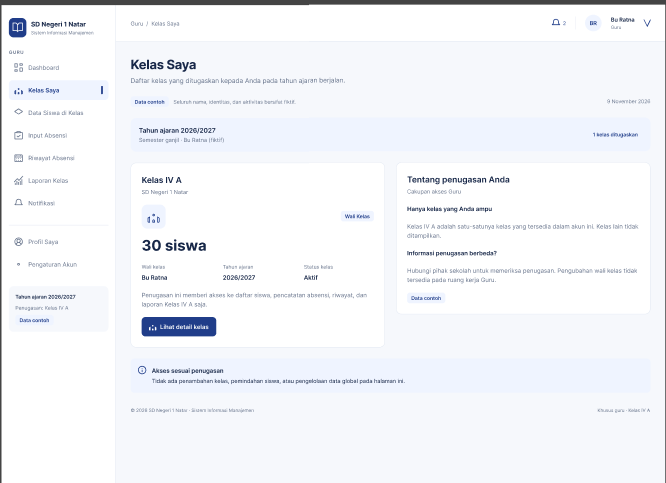 SD Negeri 1 Natar
Sistem Informasi Manajemen
Guru / Kelas Saya
2
BR
Bu Ratna
Guru
GURU
Dashboard
Kelas Saya
Data Siswa di Kelas
Input Absensi
Riwayat Absensi
Laporan Kelas
Notifikasi
Profil Saya
Pengaturan Akun
Tahun ajaran 2026/2027
Penugasan: Kelas IV A
Data contoh
Kelas Saya
Daftar kelas yang ditugaskan kepada Anda pada tahun ajaran berjalan.
Data contoh Seluruh nama, identitas, dan aktivitas bersifat fiktif.
9 November 2026
Tahun ajaran 2026/2027
Semester ganjil · Bu Ratna (fiktif)
1 kelas ditugaskan
Kelas IV A
SD Negeri 1 Natar
Wali Kelas
30 siswa
Wali kelas Tahun ajaran Status kelas
Bu Ratna 2026/2027 Aktif
Penugasan ini memberi akses ke daftar siswa, pencatatan absensi, riwayat, dan
laporan Kelas IV A saja.
Lihat detail kelas
Tentang penugasan Anda
Cakupan akses Guru
Hanya kelas yang Anda ampu
Kelas IV A adalah satu-satunya kelas yang tersedia dalam akun ini. Kelas lain tidak
ditampilkan.
Informasi penugasan berbeda?
Hubungi pihak sekolah untuk memeriksa penugasan. Pengubahan wali kelas tidak
tersedia pada ruang kerja Guru.
Data contoh
Akses sesuai penugasan
Tidak ada penambahan kelas, pemindahan siswa, atau pengelolaan data global pada halaman ini.
© 2026 SD Negeri 1 Natar · Sistem Informasi Manajemen
Khusus guru · Kelas IV A